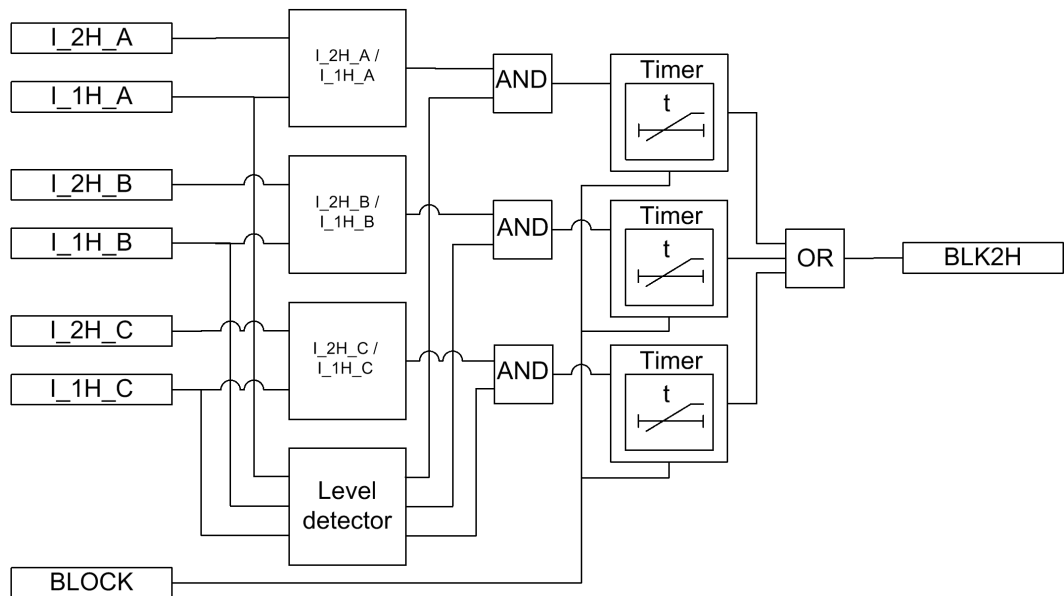 I_2H_A
I_1H_A
I_2H_A /
I_1H_A
AND
Timer
t
I_2H_B
I_1H_B
I_2H_B /
I_1H_B
AND
Timer
t
OR
BLK2H
I_2H_C
I_1H_C
I_2H_C /
I_1H_C
AND
Timer
t
Level
detector
BLOCK